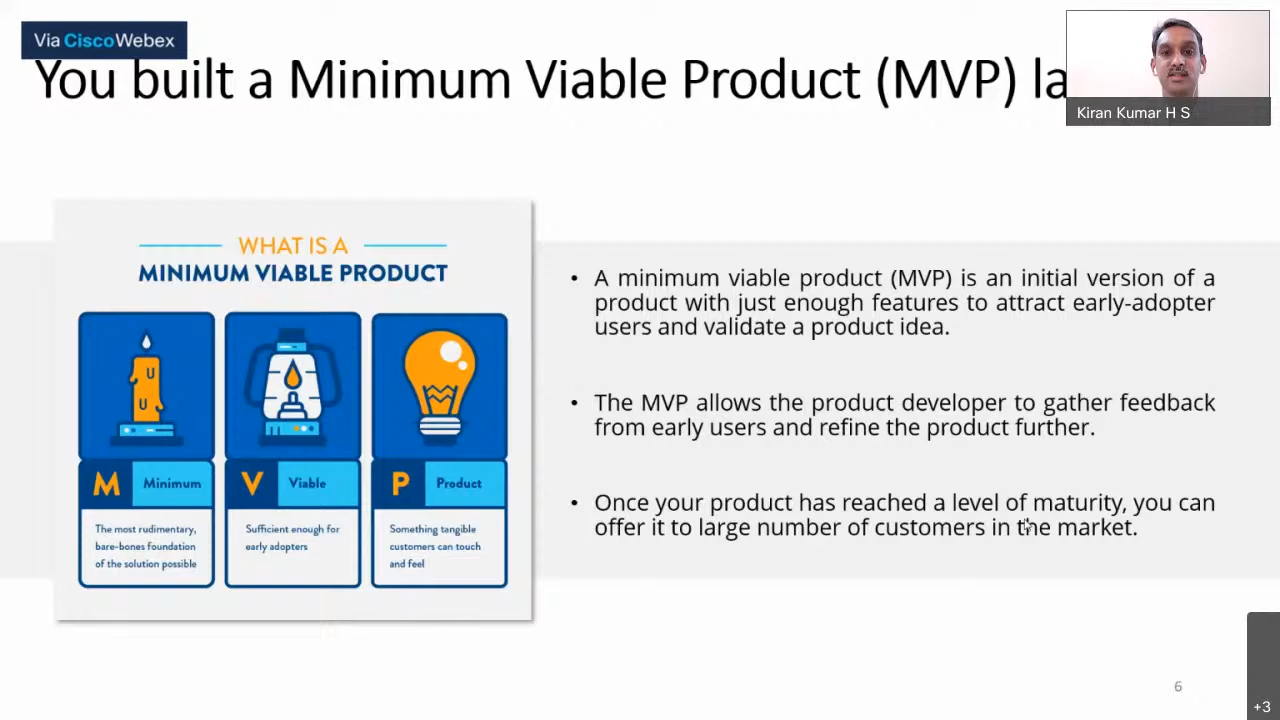 Via CiscoWebex
You built a Minimum Viable Product (MVP) la
Kiran Kumar H S
WHAT IS A
MINIMUM VIABLE PRODUCT
M Minimum
The most rudimentary,
bare-bones foundation
of the solution possible
V Viable
Sufficient enough for
early adopters
P Product
Something tangible
customers can touch
and feel
• A minimum viable product (MVP) is an initial version of a
product with just enough features to attract early-adopter
users and validate a product idea.
• The MVP allows the product developer to gather feedback
from early users and refine the product further.
• Once your product has reached a level of maturity, you can
offer it to large number of customers in the market.
6
+3